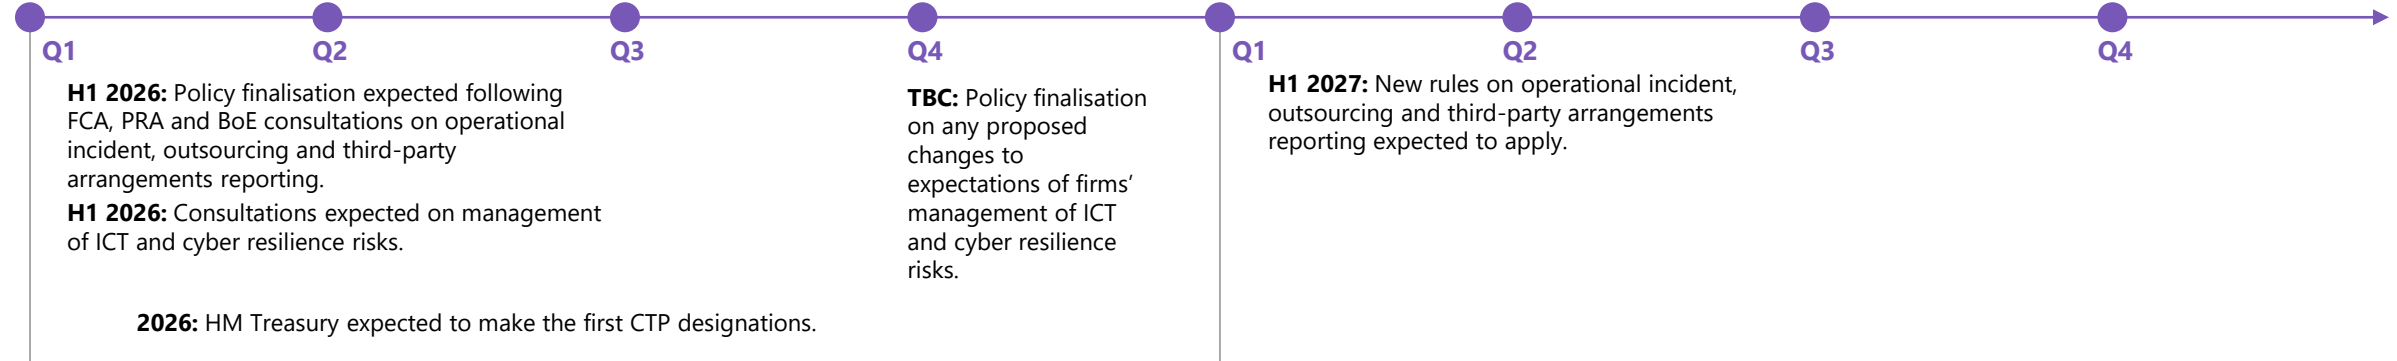 Q1
Q2
Q3
Q4
Q1
Q2
Q3
Q4
H1 2026: Policy finalisation expected following
FCA, PRA and BoE consultations on operational
incident, outsourcing and third-party
arrangements reporting.
H1 2026: Consultations expected on management
of ICT and cyber resilience risks.
2026: HM Treasury expected to make the first CTP designations.
TBC: Policy finalisation
on any proposed
changes to
expectations of firms’
management of ICT
and cyber resilience
risks.
H1 2027: New rules on operational incident,
outsourcing and third-party arrangements
reporting expected to apply.